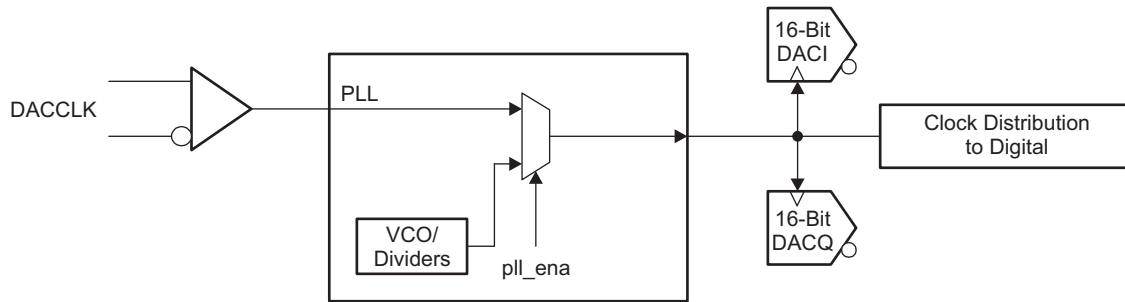 16-Bit
DACI
DACCLK
PLL
Clock Distribution
to Digital
VCO/
Dividers
pll_ena
16-Bit
DACQ